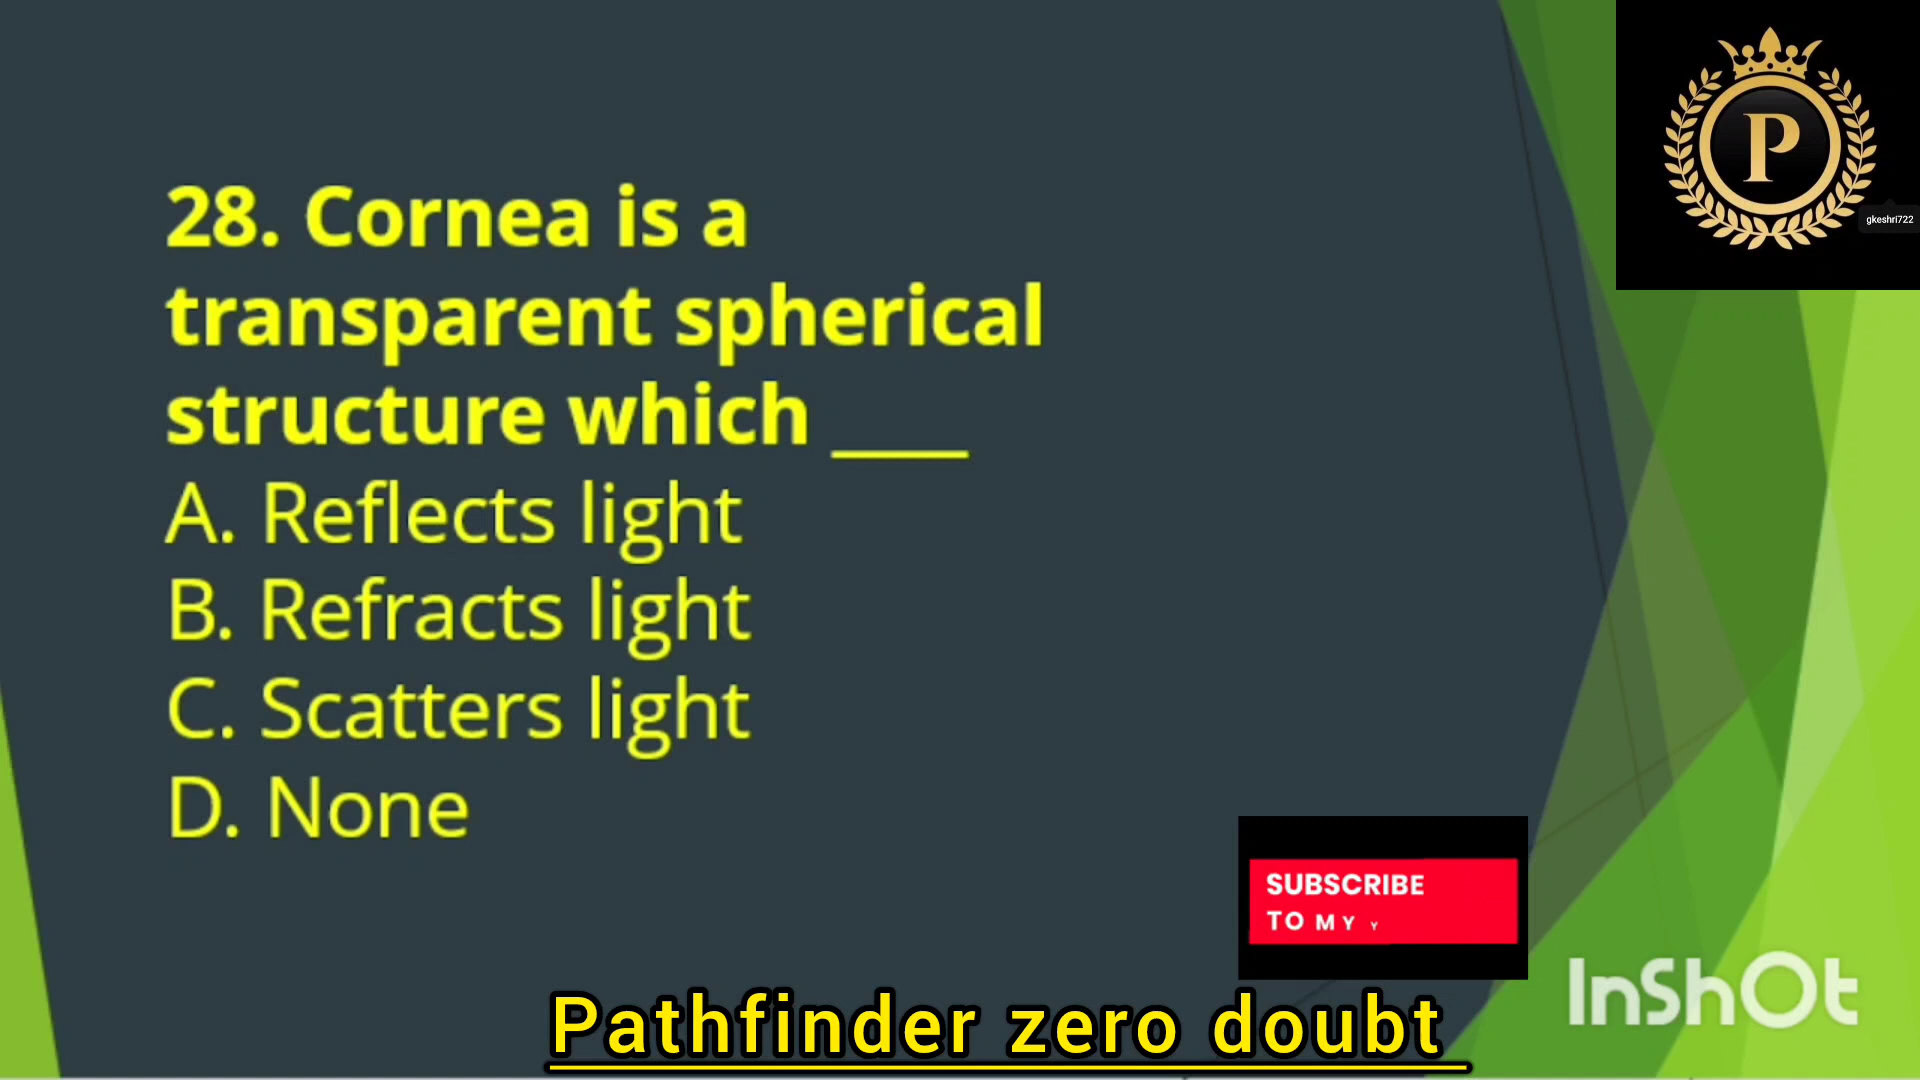 P
gkeshri722
28. Cornea is a
transparent spherical
structure which ____
A. Reflects light
B. Refracts light
C. Scatters light
D. None
SUBSCRIBE
TO MY Y
InShOt
Pathfinder zero doubt